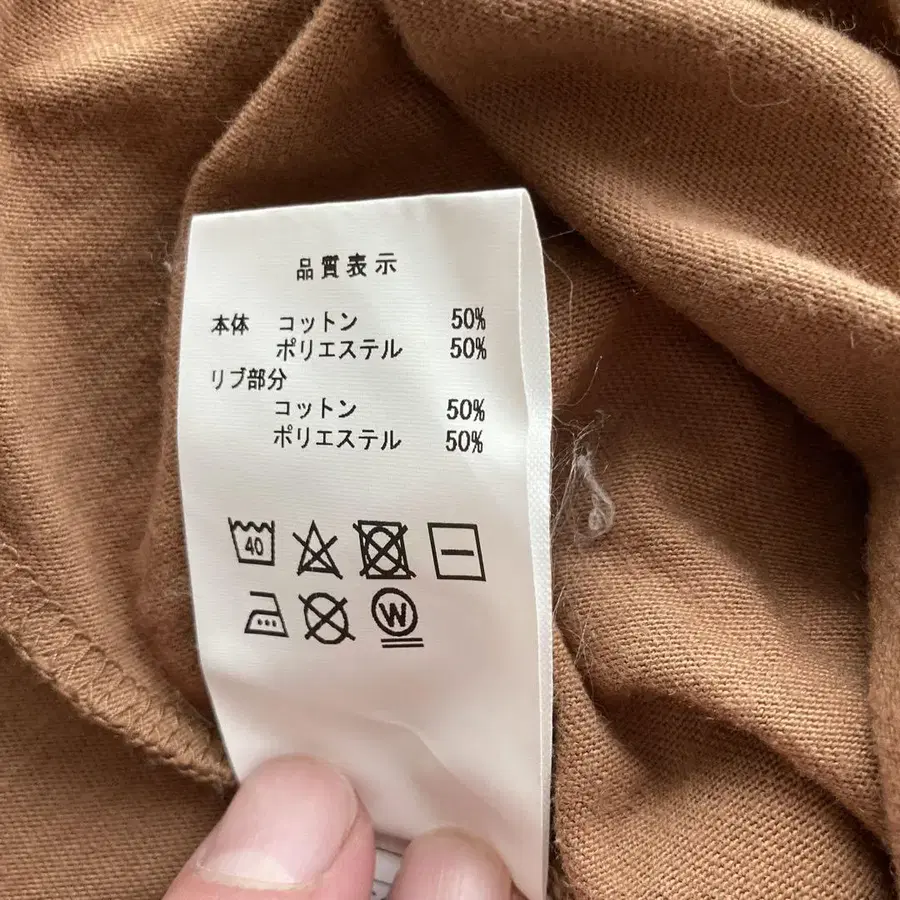 品質表示
本体 コットン 50%
ポリエステル 50%
リブ部分
コットン 50%
ポリエステル 50%
40
W